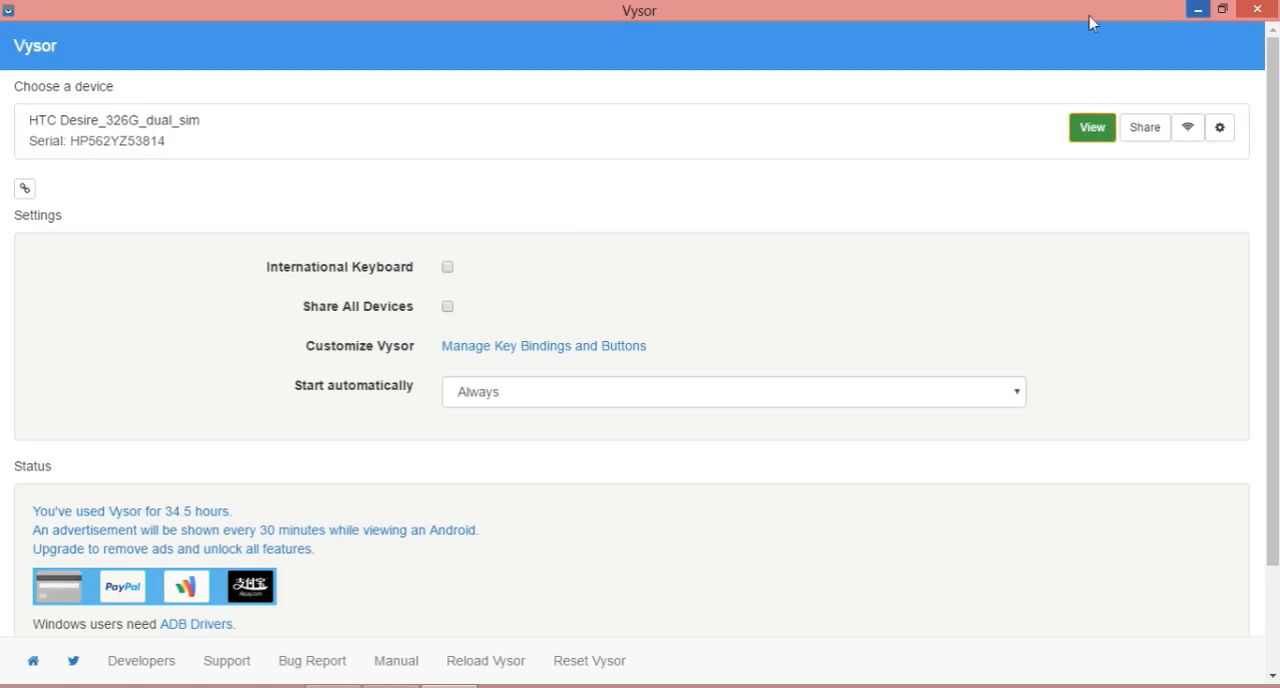 Vysor
Vysor
Choose a device
HTC Desire_326G_dual_sim
Serial: HP562YZ53814
View
Share
Settings
International Keyboard
Share All Devices
Customize Vysor
Manage Key Bindings and Buttons
Start automatically
Always
Status
You've used Vysor for 34.5 hours.
An advertisement will be shown every 30 minutes while viewing an Android.
Upgrade to remove ads and unlock all features.
PayPal
支付宝
Windows users need ADB Drivers.
Developers
Support
Bug Report
Manual
Reload Vysor
Reset Vysor